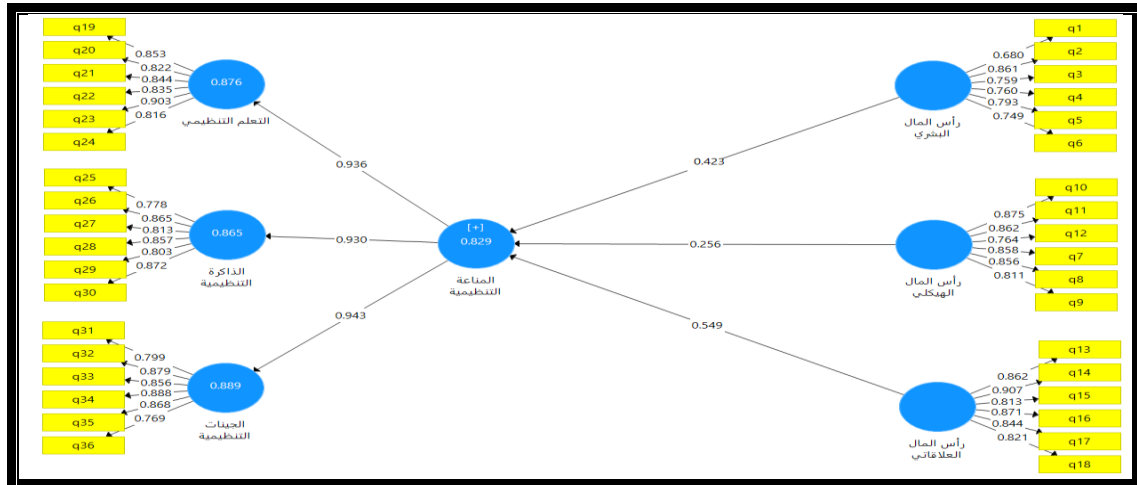 q19
q20
q21
q22
q23
q24
0.853
0.822
0.844
0.835
0.903
0.816
0.876
التعلم التنظيمي
q25
q26
q27
q28
q29
q30
0.778
0.865
0.813
0.857
0.803
0.872
0.865
الذاكرة
التنظيمية
q31
q32
q33
q34
q35
q36
0.799
0.879
0.856
0.888
0.868
0.769
0.889
الجينات
التنظيمية
0.936
0.930
0.943
[+]
0.829
المناعة
التنظيمية
0.423
0.256
0.549
رأس المال
البشري
0.680
0.861
0.759
0.760
0.793
0.749
q1
q2
q3
q4
q5
q6
رأس المال
الهيكلي
0.875
0.862
0.764
0.858
0.856
0.811
q10
q11
q12
q7
q8
q9
رأس المال
العلاقاتي
0.862
0.907
0.813
0.871
0.844
0.821
q13
q14
q15
q16
q17
q18